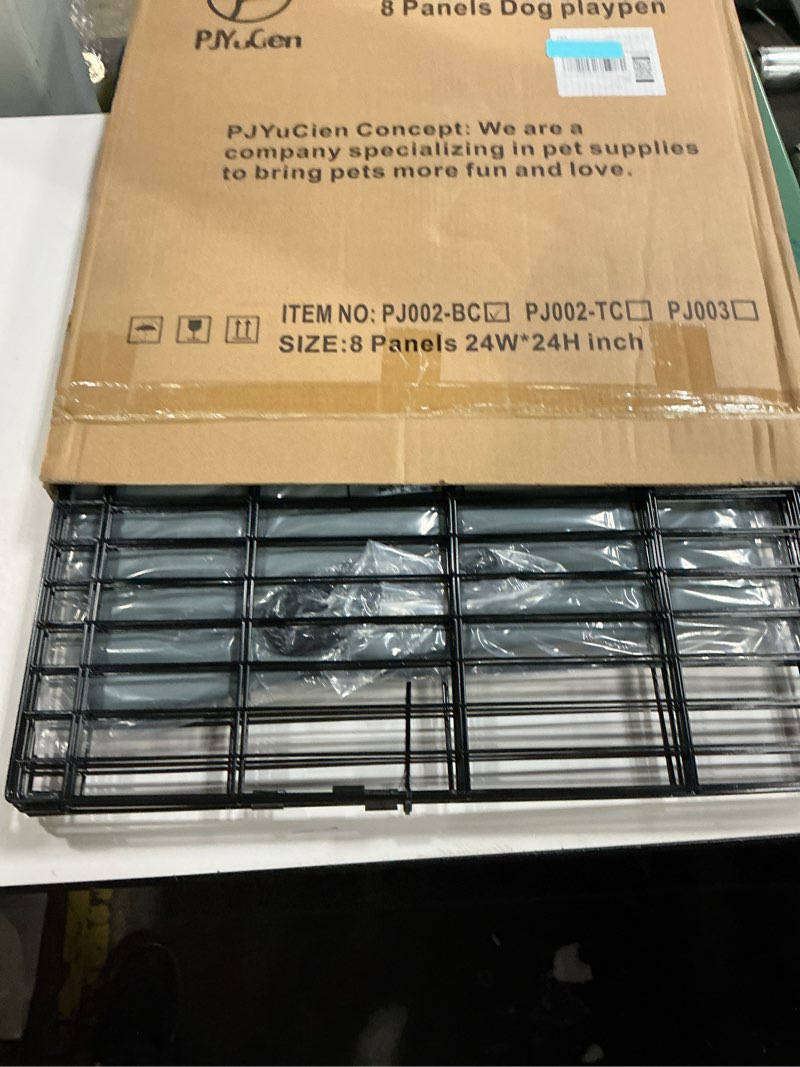 8 Panels Dog playpen
PJYuCien
PJYuCien Concept: We are a
company specializing in pet supplies
to bring pets more fun and love.
ITEM NO: PJ002-BC☑ PJ002-TC☐ PJ003☐
SIZE:8 Panels 24W*24H inch